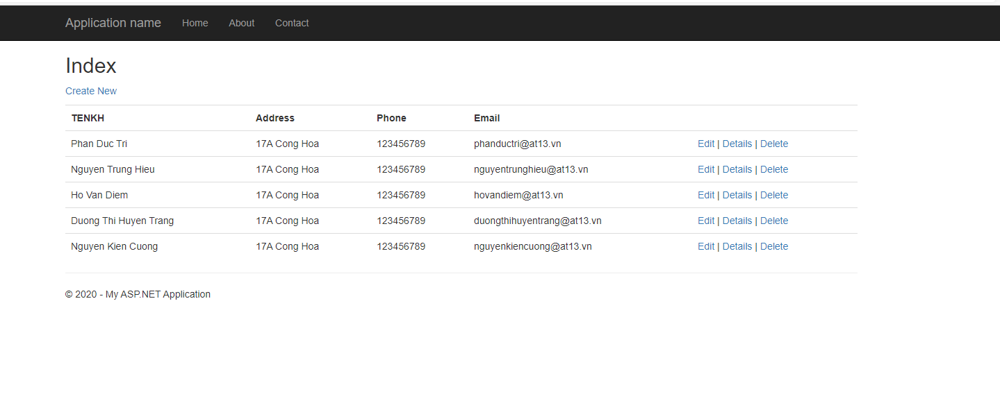 Application name Home About Contact
Index
Create New
TENKH Address Phone Email
Phan Duc Tri 17A Cong Hoa 123456789 phanductri@at13.vn Edit | Details | Delete
Nguyen Trung Hieu 17A Cong Hoa 123456789 nguyentrunghieu@at13.vn Edit | Details | Delete
Ho Van Diem 17A Cong Hoa 123456789 hovandiem@at13.vn Edit | Details | Delete
Duong Thi Huyen Trang 17A Cong Hoa 123456789 duongthihuyentrang@at13.vn Edit | Details | Delete
Nguyen Kien Cuong 17A Cong Hoa 123456789 nguyenkiencuong@at13.vn Edit | Details | Delete
© 2020 - My ASP.NET Application